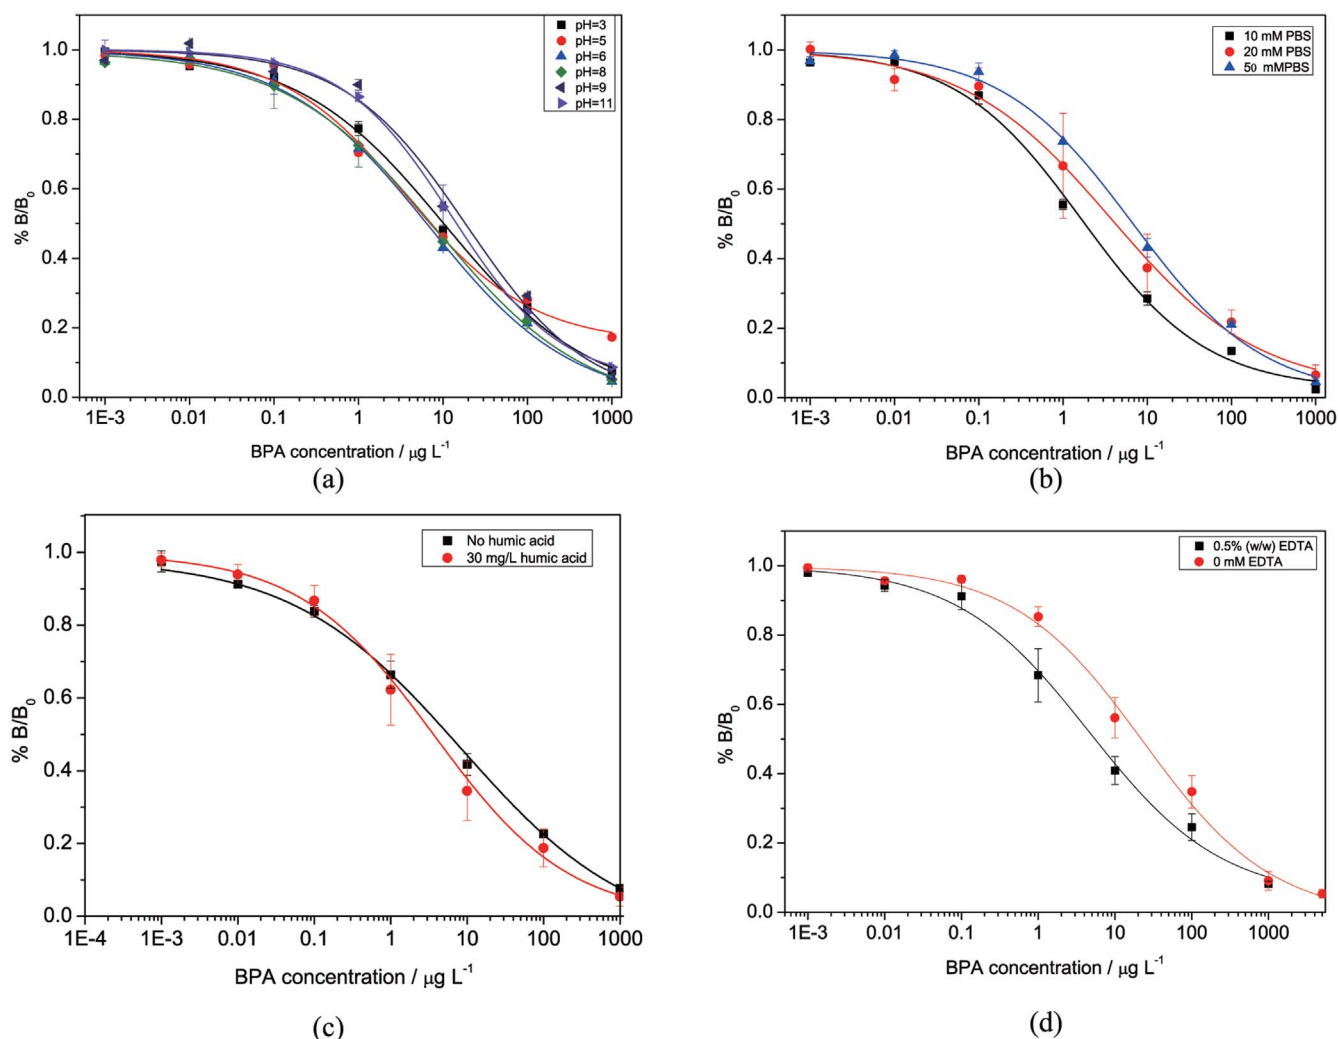 pH=3
pH=5
pH=6
pH=8
pH=9
pH=11
1.0
0.8
0.6
0.4
0.2
0.0
% B/B₀
1E-3 0.01 0.1 1 10 100 1000
BPA concentration / μg L⁻¹
(a)
10 mM PBS
20 mM PBS
50 mMPBS
1.0
0.8
0.6
0.4
0.2
0.0
% B/B₀
1E-3 0.01 0.1 1 10 100 1000
BPA concentration / μg L⁻¹
(b)
No humic acid
30 mg/L humic acid
1.0
0.8
0.6
0.4
0.2
0.0
% B/B₀
1E-4 1E-3 0.01 0.1 1 10 100 1000
BPA concentration / μg L⁻¹
(c)
0.5% (w/w) EDTA
0 mM EDTA
1.0
0.8
0.6
0.4
0.2
0.0
% B/B₀
1E-3 0.01 0.1 1 10 100 1000
BPA concentration / μg L⁻¹
(d)